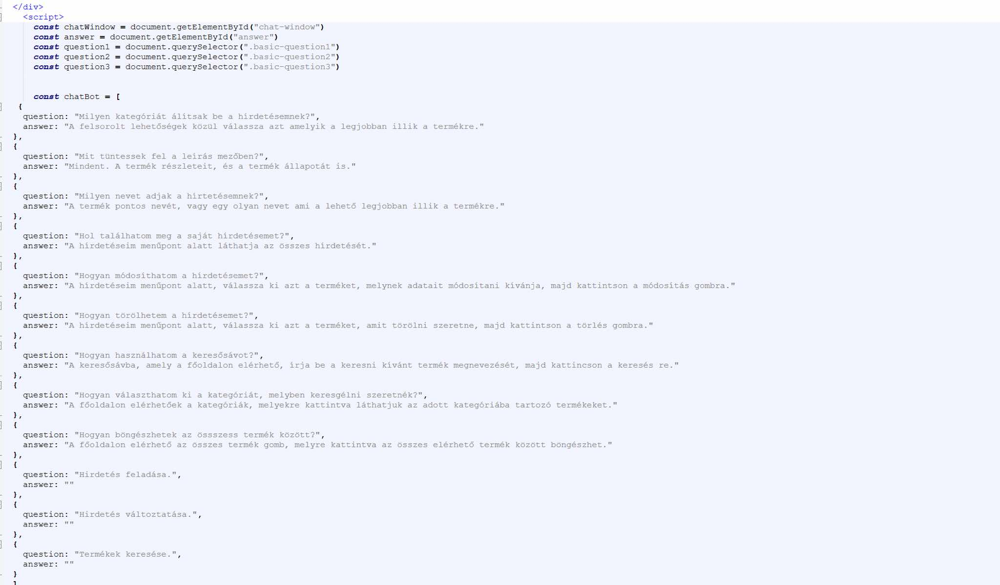 </div>
<script>
const chatWindow = document.getElementById("chat-window")
const answer = document.getElementById("answer")
const question1 = document.querySelector(".basic-question1")
const question2 = document.querySelector(".basic-question2")
const question3 = document.querySelector(".basic-question3")
const chatBot = [
{
question: "Milyen kategóriát álítsak be a hírdetésemnek?",
answer: "A felsorolt lehetőségek közül válassza azt amelyik a legjobban illik a termékre."
},
{
question: "Mit tüntessek fel a leírás mezőben?",
answer: "Mindent. A termék részleteit, és a termék állapotát is."
},
{
question: "Milyen nevet adjak a hírtetésemnek?",
answer: "A termék pontos nevét, vagy egy olyan nevet ami a lehető legjobban illik a termékre."
},
{
question: "Hol találhatom meg a saját hírdetésemet?",
answer: "A hírdetéseim menűpont alatt láthatja az összes hírdetését."
},
{
question: "Hogyan módosíthatom a hírdetésemet?",
answer: "A hírdetéseim menűpont alatt, válassza ki azt a terméket, melynek adatait módosítani kívánja, majd kattintson a módosítás gombra."
},
{
question: "Hogyan törölhetem a hírdetésemet?",
answer: "A hírdetéseim menűpont alatt, válassza ki azt a terméket, amit törölni szeretne, majd kattintson a törlés gombra."
},
{
question: "Hogyan használhatom a keresősávot?",
answer: "A keresősávba, amely a főoldalon elérhető, írja be a keresni kívánt termék megnevezését, majd kattincson a keresés re."
},
{
question: "Hogyan választhatom ki a kategóriát, melyben keresgélni szeretnék?",
answer: "A főoldalon elérhetőek a kategóriák, melyekre kattintva láthatjuk az adott kategóriába tartozó termékeket."
},
{
question: "Hogyan böngészhetek az össszess termék között?",
answer: "A főoldalon elérhető az összes termék gomb, melyre kattintva az összes elérhető termék között böngészhet."
},
{
question: "Hirdetés feladása.",
answer: ""
},
{
question: "Hirdetés változtatása.",
answer: ""
},
{
question: "Termékek keresése.",
answer: ""
}
]